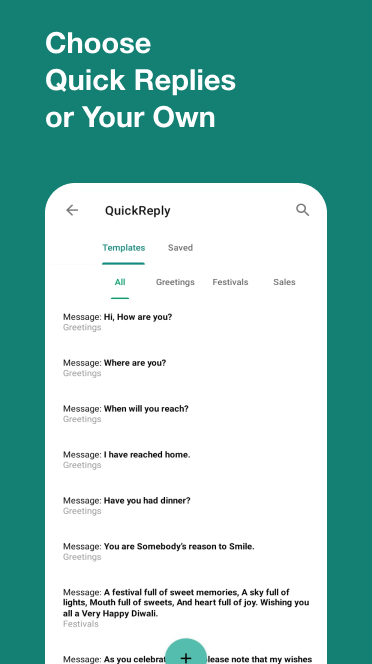 Choose
Quick Replies
or Your Own
QuickReply
Templates Saved
All Greetings Festivals Sales
Message: Hi, How are you?
Greetings
Message: Where are you?
Greetings
Message: When will you reach?
Greetings
Message: I have reached home.
Greetings
Message: Have you had dinner?
Greetings
Message: You are Somebody's reason to Smile.
Greetings
Message: A festival full of sweet memories, A sky full of
lights, Mouth full of sweets, And heart full of joy. Wishing you
all a Very Happy Diwali.
Festivals
Message: As you celebrat lease note that my wishes